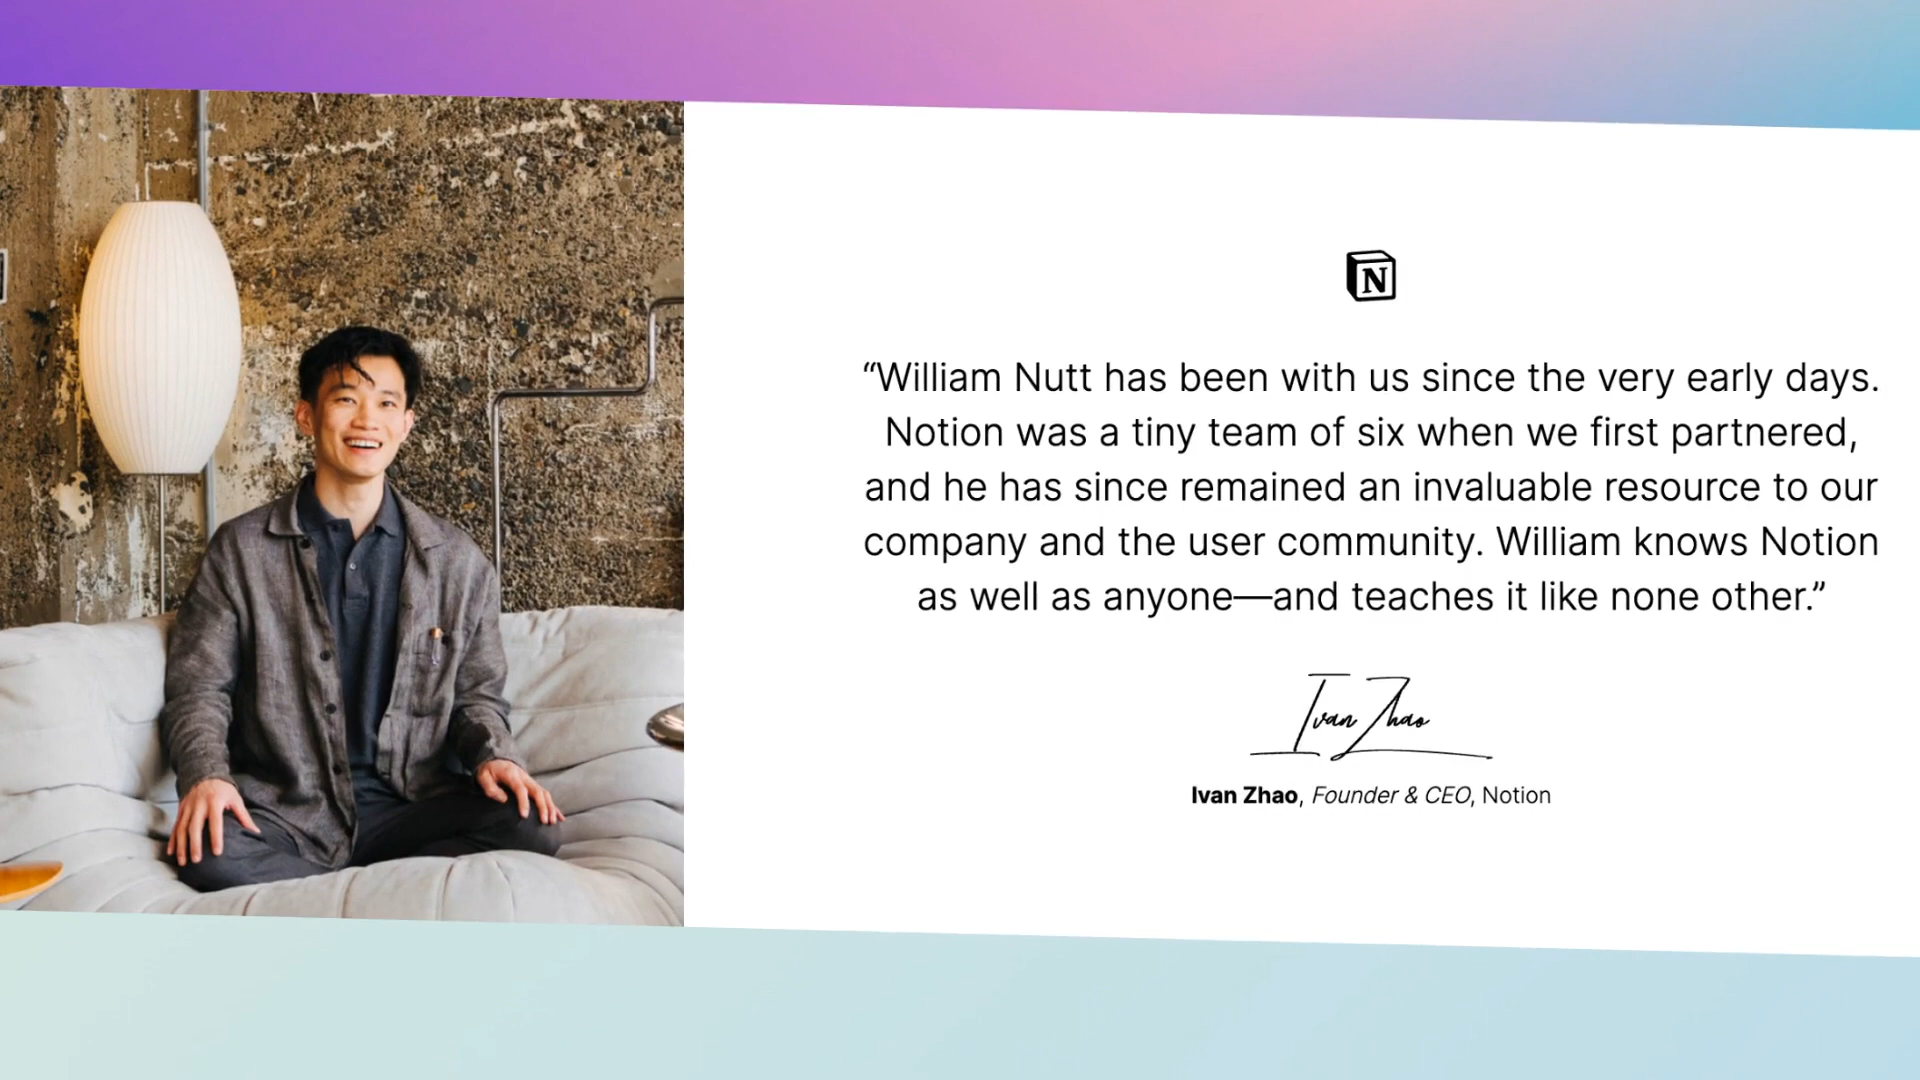 N
“William Nutt has been with us since the very early days.
Notion was a tiny team of six when we first partnered,
and he has since remained an invaluable resource to our
company and the user community. William knows Notion
as well as anyone—and teaches it like none other.”
Ivan Zhao
Ivan Zhao, Founder & CEO, Notion